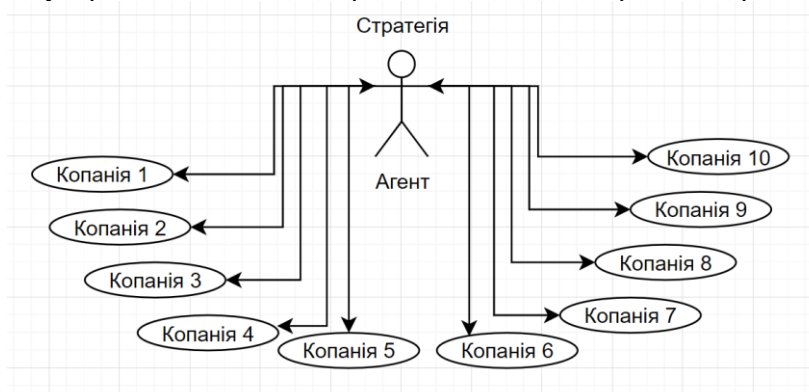 Стратегія
Агент
Копанія 1
Копанія 2
Копанія 3
Копанія 4
Копанія 5
Копанія 6
Копанія 7
Копанія 8
Копанія 9
Копанія 10